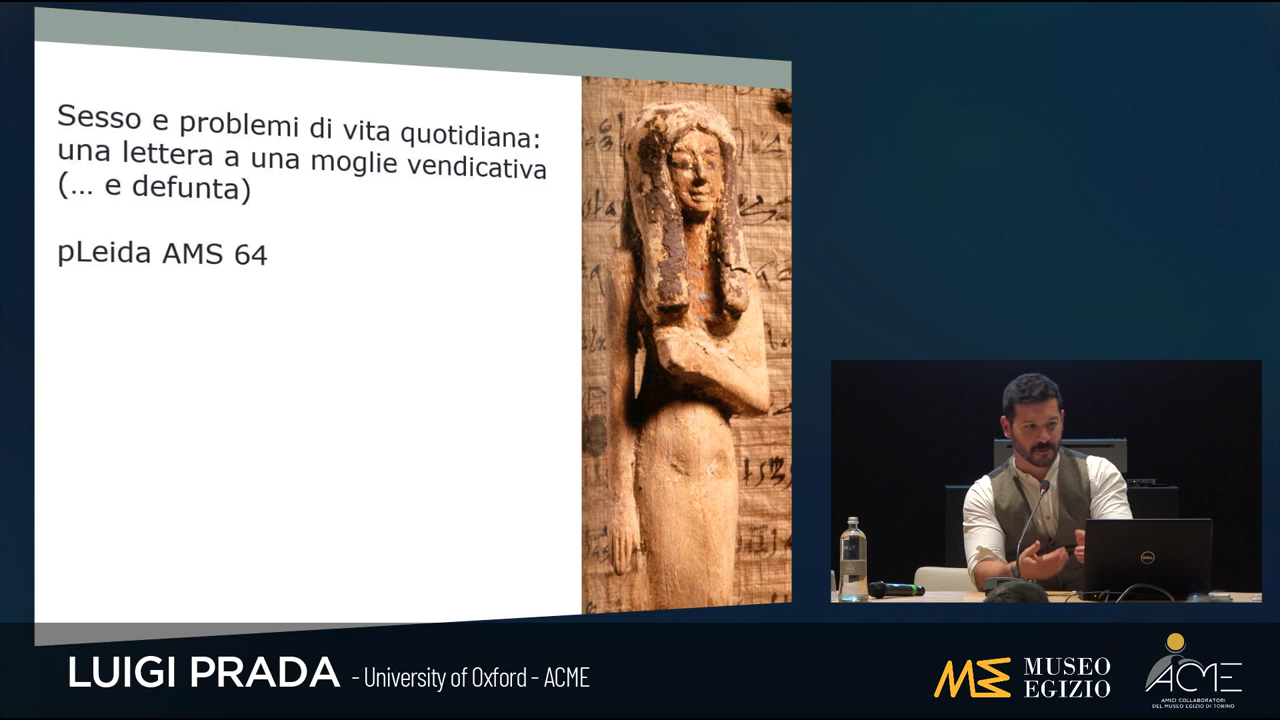 Sesso e problemi di vita quotidiana:
una lettera a una moglie vendicativa
(... e defunta)
pLeida AMS 64
DELL
LUIGI PRADA - University of Oxford - ACME
MUSEO
EGIZIO
ACME
AMICI COLLABORATORI
DEL MUSEO EGIZIO DI TORINO